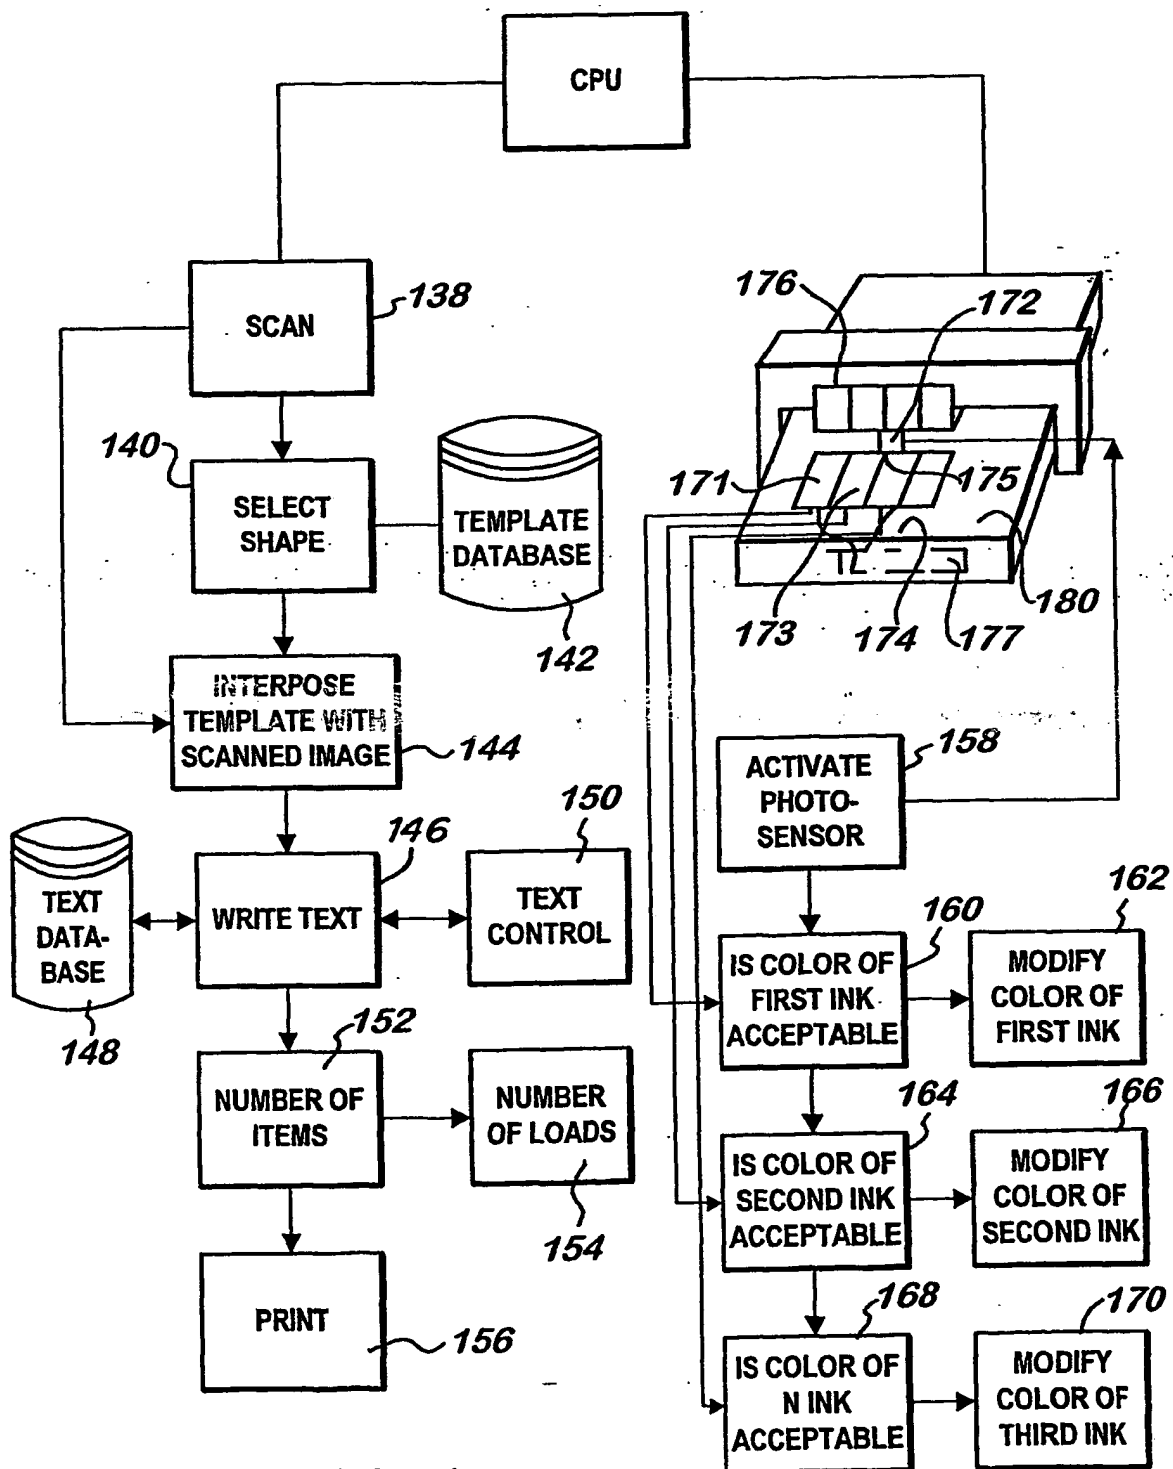 CPU
SCAN
138
140
SELECT
SHAPE
TEMPLATE
DATABASE
142
INTERPOSE
TEMPLATE WITH
SCANNED IMAGE
144
TEXT
DATA-
BASE
148
WRITE TEXT
146
TEXT
CONTROL
150
NUMBER OF
ITEMS
152
NUMBER
OF LOADS
154
PRINT
156
176
172
171
175
173
174
177
180
ACTIVATE
PHOTO-
SENSOR
158
IS COLOR OF
FIRST INK
ACCEPTABLE
160
MODIFY
COLOR OF
FIRST INK
162
IS COLOR OF
SECOND INK
ACCEPTABLE
164
MODIFY
COLOR OF
SECOND INK
166
IS COLOR OF
N INK
ACCEPTABLE
168
MODIFY
COLOR OF
THIRD INK
170